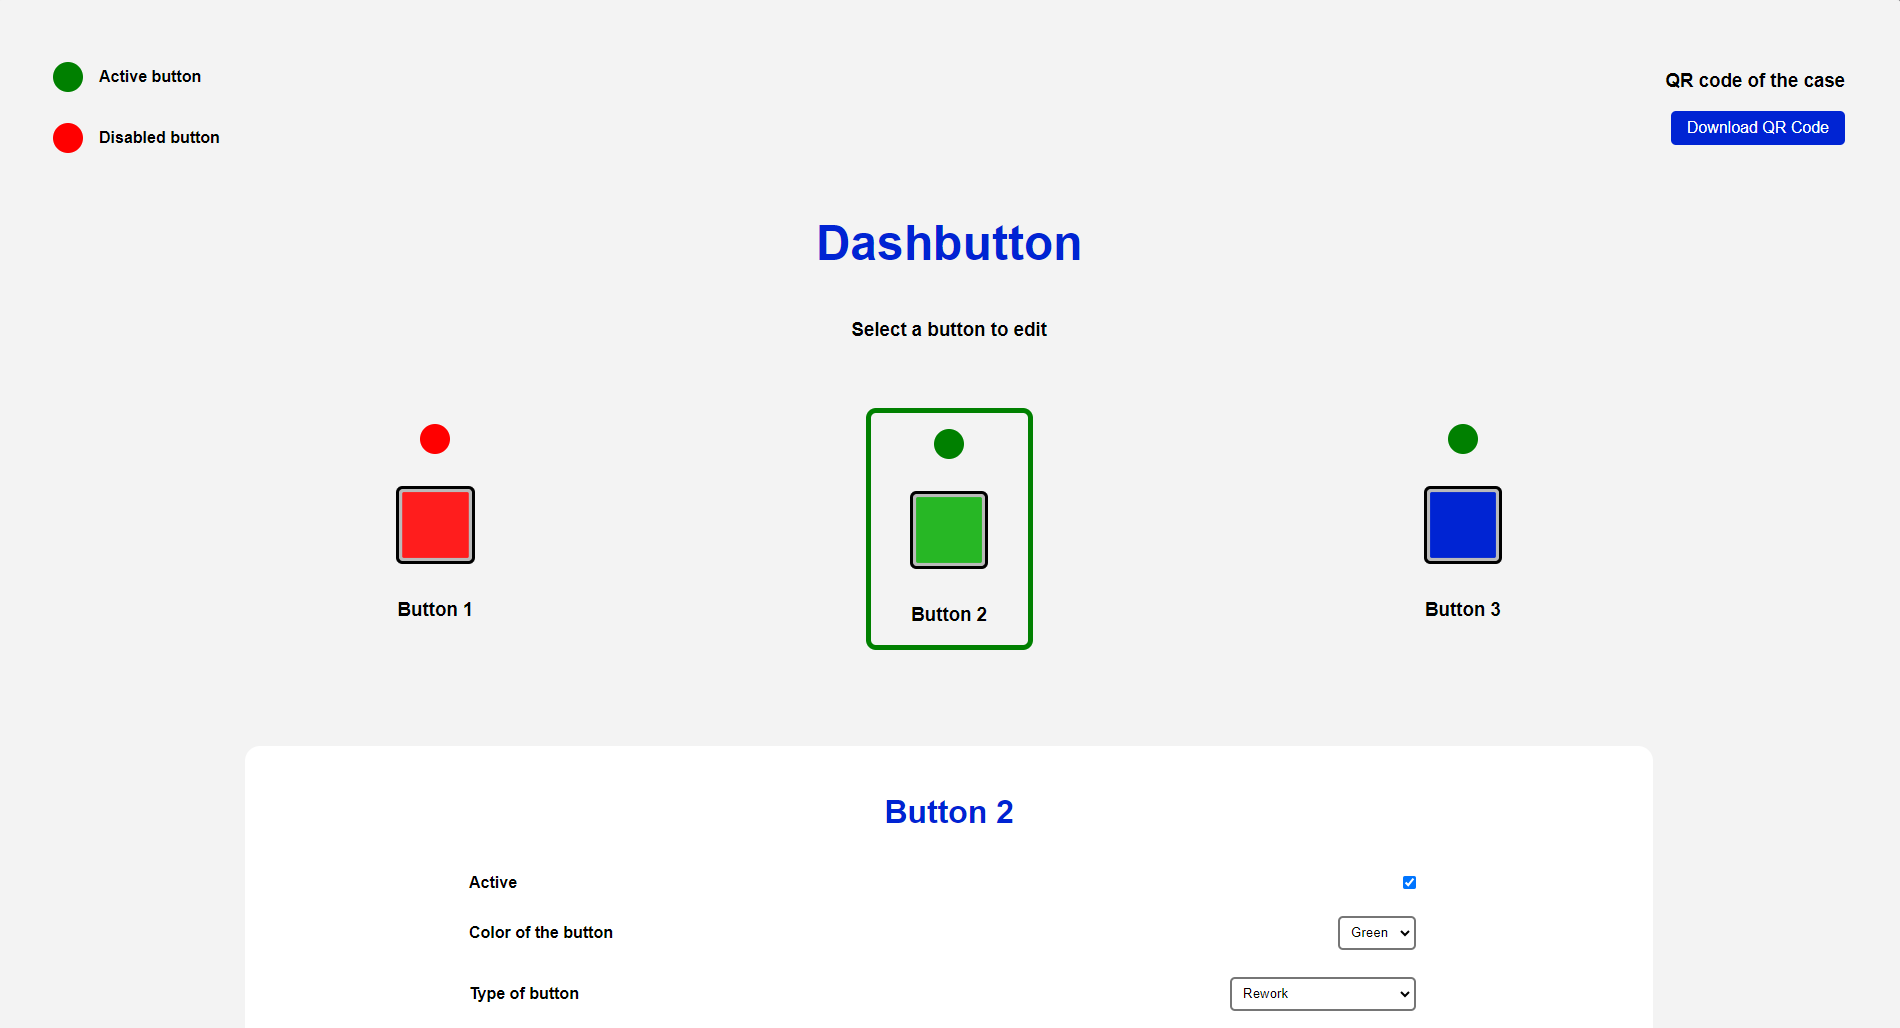 Active button
Disabled button
QR code of the case
Download QR Code
Dashbutton
Select a button to edit
Button 1
Button 2
Button 3
Button 2
Active
Color of the button
Green
Type of button
Rework